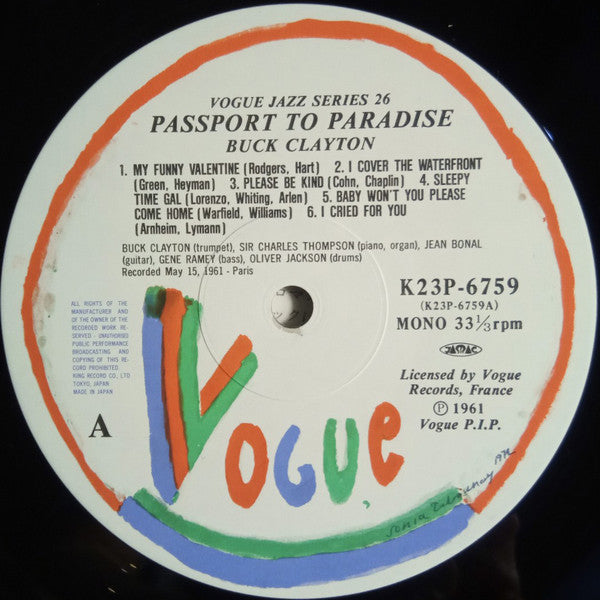 VOGUE JAZZ SERIES 26
PASSPORT TO PARADISE
BUCK CLAYTON
1. MY FUNNY VALENTINE (Rodgers, Hart) 2. I COVER THE WATERFRONT
(Green, Heyman) 3. PLEASE BE KIND (Cohn, Chaplin) 4. SLEEPY
TIME GAL (Lorenzo, Whiting, Arlen) 5. BABY WON'T YOU PLEASE
COME HOME (Warfield, Williams) 6. I CRIED FOR YOU
(Arnheim, Lymann)
BUCK CLAYTON (trumpet), SIR CHARLES THOMPSON (piano, organ), JEAN BONAL
(guitar), GENE RAMEY (bass), OLIVER JACKSON (drums)
Recorded May 15, 1961 - Paris
ALL RIGHTS OF THE
MANUFACTURER AND
OF THE OWNER OF THE
RECORDED WORK RE-
SERVED UNAUTHORISED
PUBLIC PERFORMANCE
BROADCASTING AND
COPYING OF THIS RE-
CORD PROHIBITED
KING RECORD CO., LTD
TOKYO, JAPAN
MADE IN JAPAN
K23P-6759
(K23P-6759A)
MONO 33⅓rpm
JASRAC
Licensed by Vogue
Records, France
Ⓟ 1961
Vogue P.I.P.
A
VOGUE